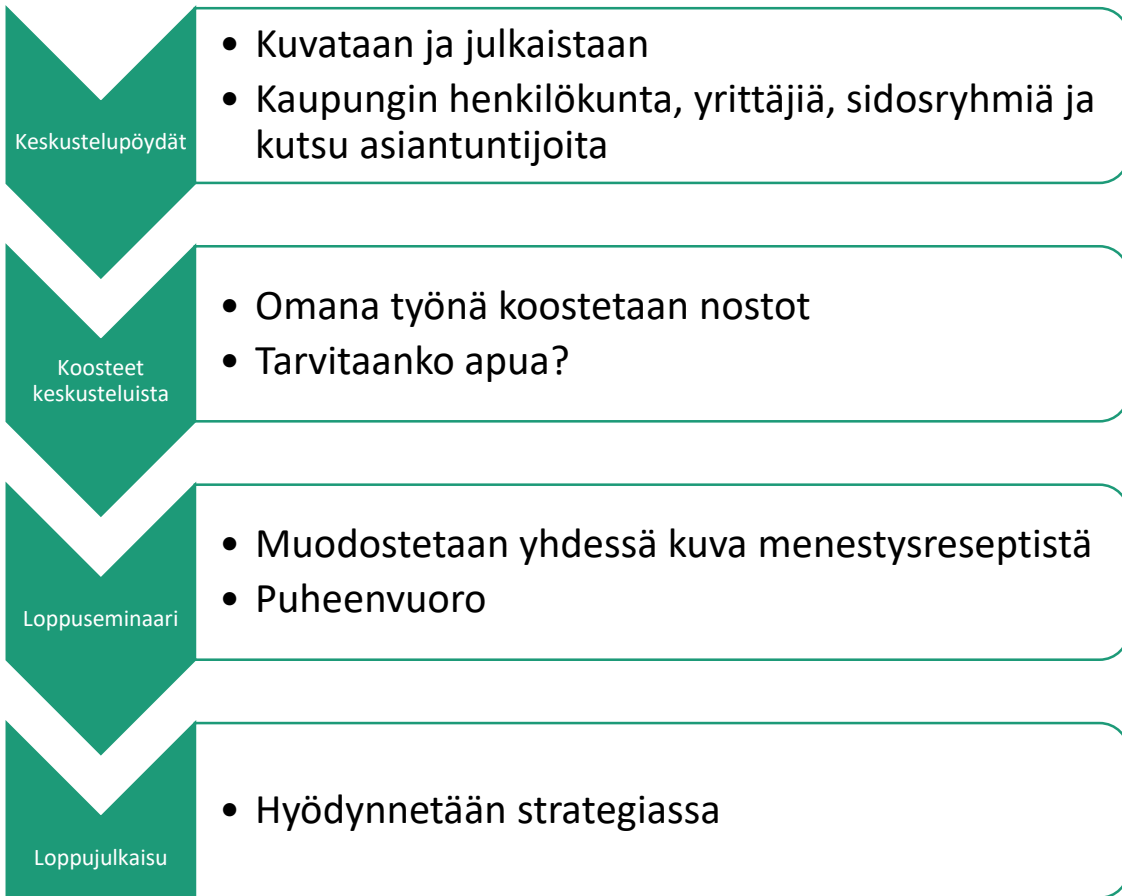 Keskustelupöydät
• Kuvataan ja julkaistaan
• Kaupungin henkilökunta, yrittäjiä, sidosryhmiä ja
kutsu asiantuntijoita
Koosteet
keskusteluista
• Omana työnä koostetaan nostot
• Tarvitaanko apua?
Loppuseminaari
• Muodostetaan yhdessä kuva menestysreseptistä
• Puheenvuoro
Loppujulkaisu
• Hyödynnetään strategiassa